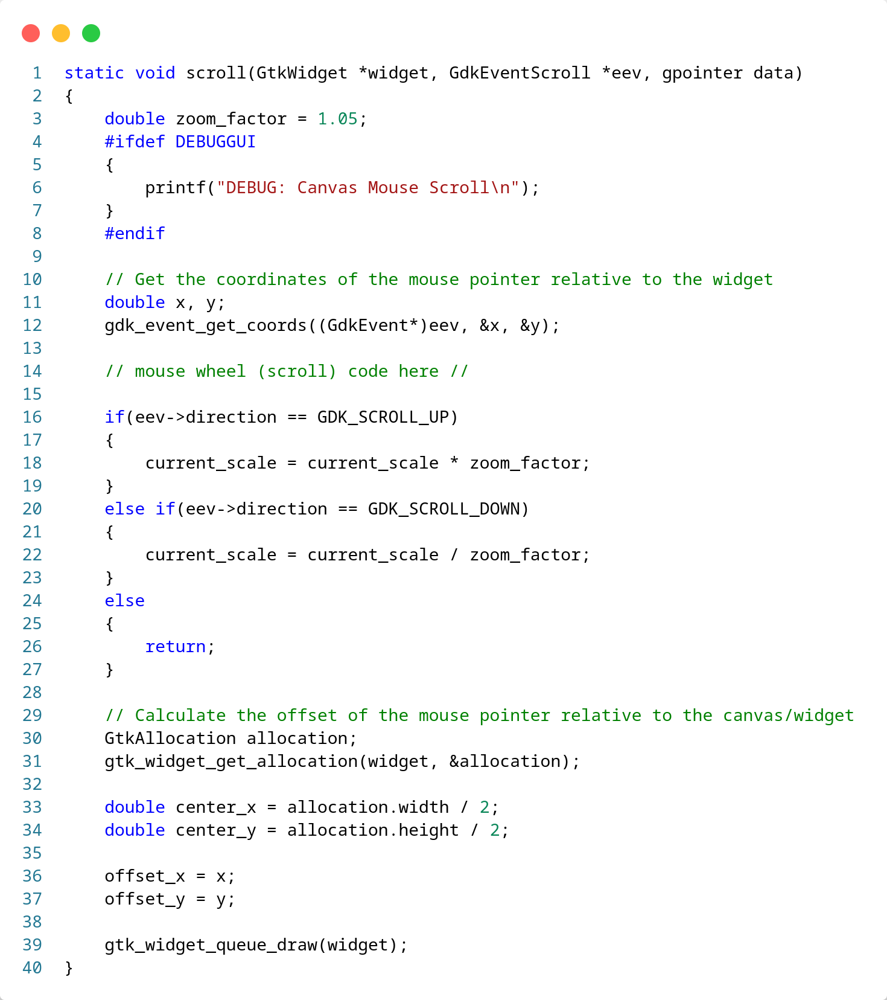 1 static void scroll(GtkWidget *widget, GdkEventScroll *eev, gpointer data)
2 {
3     double zoom_factor = 1.05;
4     #ifdef DEBUGGUI
5     {
6         printf("DEBUG: Canvas Mouse Scroll\n");
7     }
8     #endif
9
10     // Get the coordinates of the mouse pointer relative to the widget
11     double x, y;
12     gdk_event_get_coords((GdkEvent*)eev, &x, &y);
13
14     // mouse wheel (scroll) code here //
15
16     if(eev->direction == GDK_SCROLL_UP)
17     {
18         current_scale = current_scale * zoom_factor;
19     }
20     else if(eev->direction == GDK_SCROLL_DOWN)
21     {
22         current_scale = current_scale / zoom_factor;
23     }
24     else
25     {
26         return;
27     }
28
29     // Calculate the offset of the mouse pointer relative to the canvas/widget
30     GtkAllocation allocation;
31     gtk_widget_get_allocation(widget, &allocation);
32
33     double center_x = allocation.width / 2;
34     double center_y = allocation.height / 2;
35
36     offset_x = x;
37     offset_y = y;
38
39     gtk_widget_queue_draw(widget);
40 }